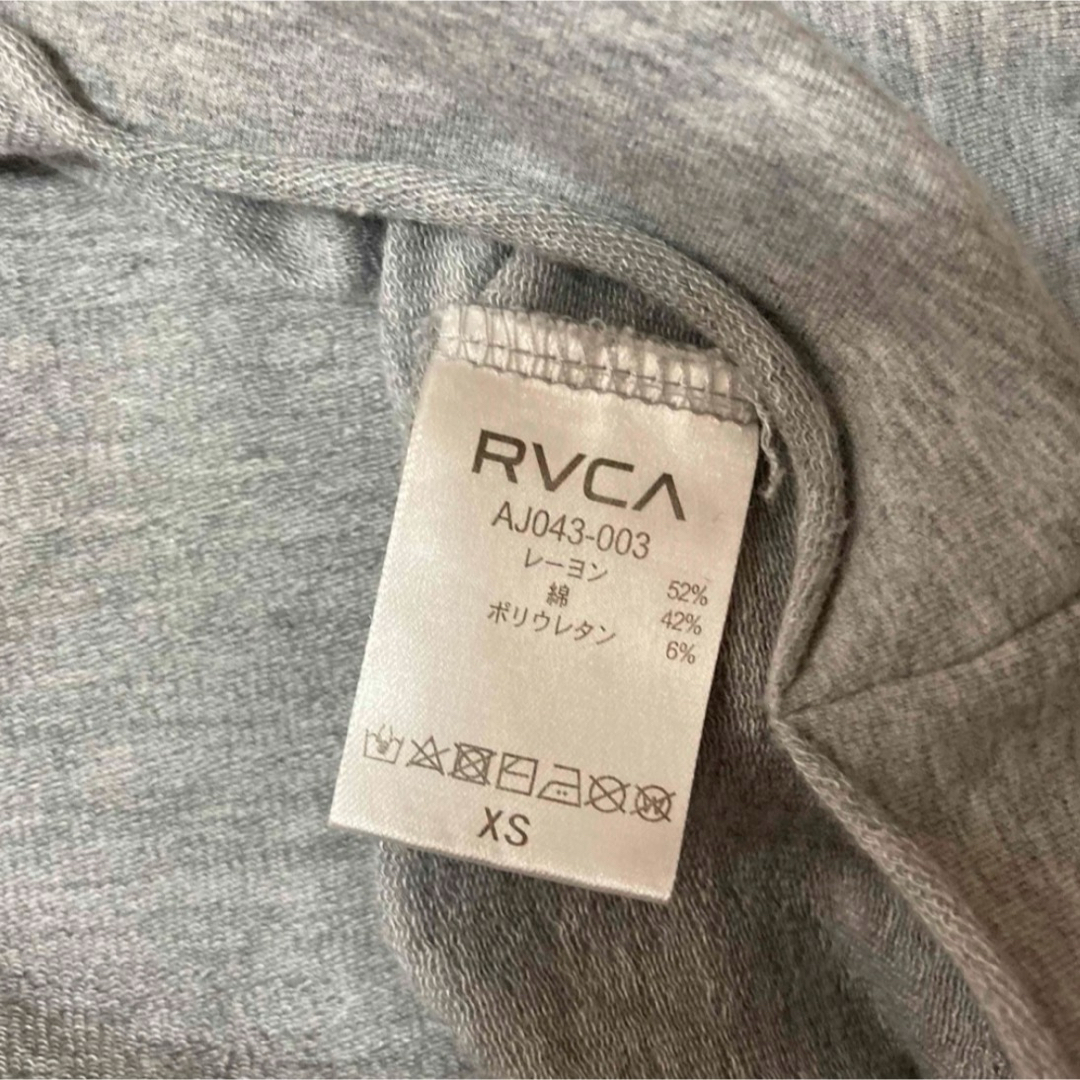 RVCA
AJ043-003
レーヨン 52%
綿 42%
ポリウレタン 6%
XS